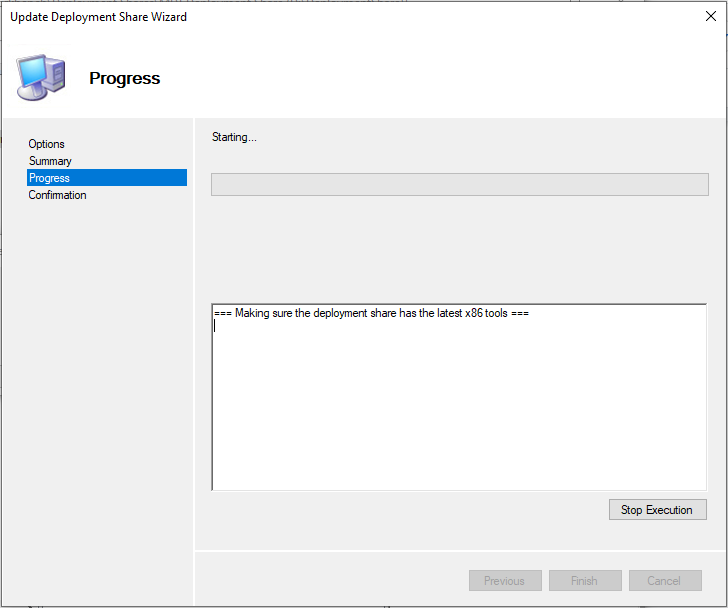 Update Deployment Share Wizard
Progress
Options
Summary
Progress
Confirmation
Starting...
=== Making sure the deployment share has the latest x86 tools ===
Stop Execution
Previous
Finish
Cancel